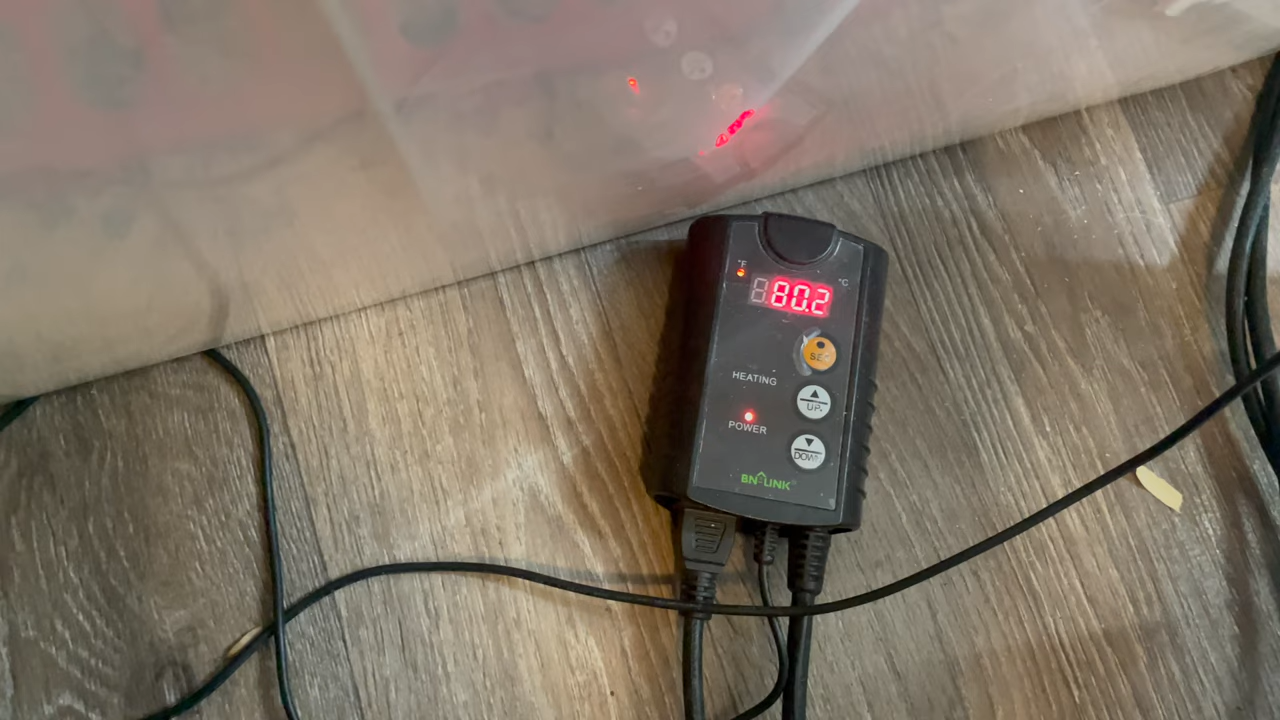 °F
°C
80.2
SET
HEATING
UP
POWER
DOWN
BN-LINK